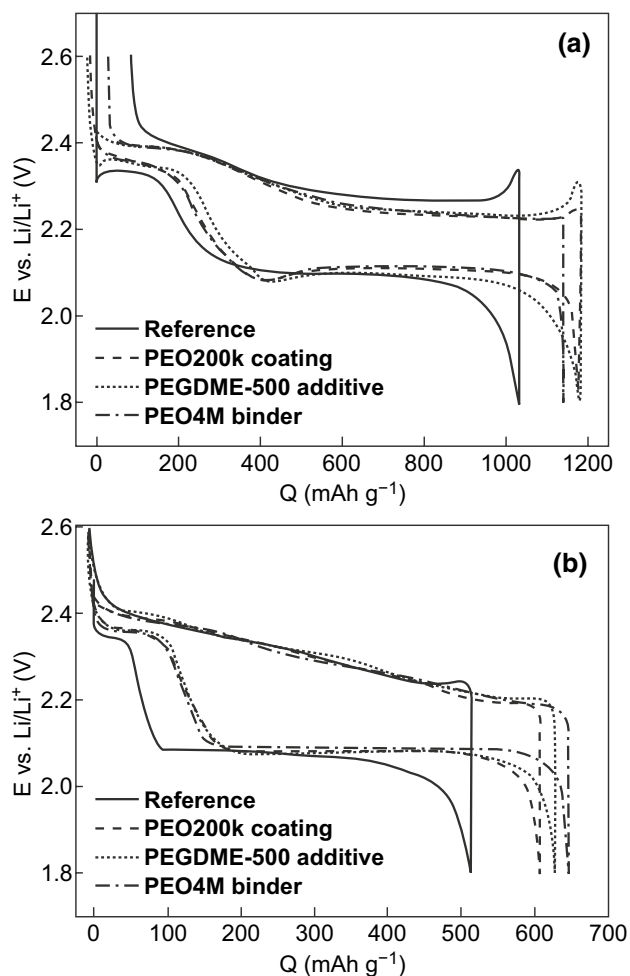 (a)
E vs. Li/Li⁺ (V)
2.6
2.4
2.2
2.0
1.8
Reference
PEO200k coating
PEGDME-500 additive
PEO4M binder
0 200 400 600 800 1000 1200
Q (mAh g⁻¹)
(b)
E vs. Li/Li⁺ (V)
2.6
2.4
2.2
2.0
1.8
Reference
PEO200k coating
PEGDME-500 additive
PEO4M binder
0 100 200 300 400 500 600 700
Q (mAh g⁻¹)